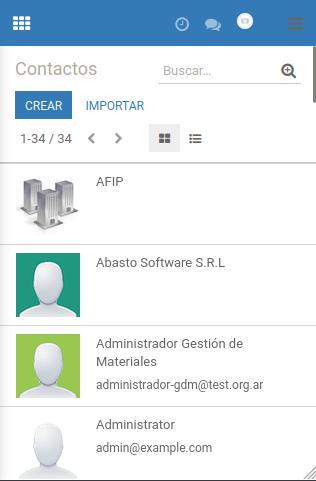 Contactos
Buscar...
CREAR IMPORTAR
1-34 / 34
AFIP
Abasto Software S.R.L
Administrador Gestión de
Materiales
administrador-gdm@test.org.ar
Administrator
admin@example.com